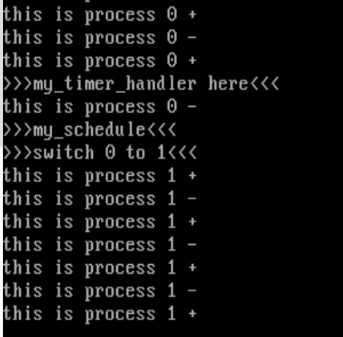 this is process 0 +
this is process 0 -
this is process 0 +
>>>my_timer_handler here<<<
this is process 0 -
>>>my_schedule<<<
>>>switch 0 to 1<<<
this is process 1 +
this is process 1 -
this is process 1 +
this is process 1 -
this is process 1 +
this is process 1 -
this is process 1 +